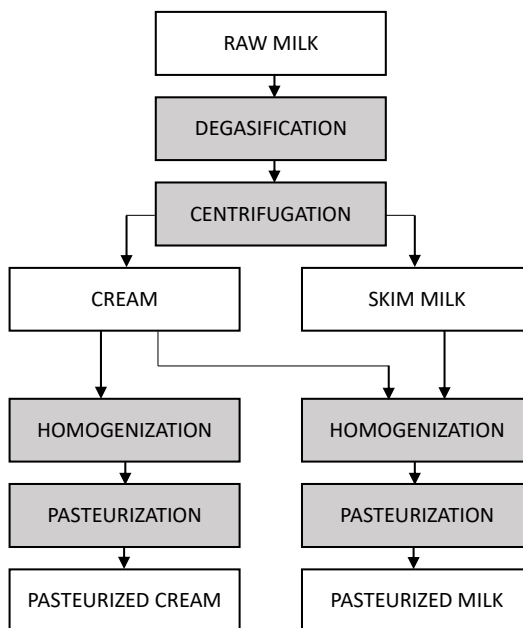 RAW MILK
DEGASIFICATION
CENTRIFUGATION
CREAM
SKIM MILK
HOMOGENIZATION
HOMOGENIZATION
PASTEURIZATION
PASTEURIZATION
PASTEURIZED CREAM
PASTEURIZED MILK